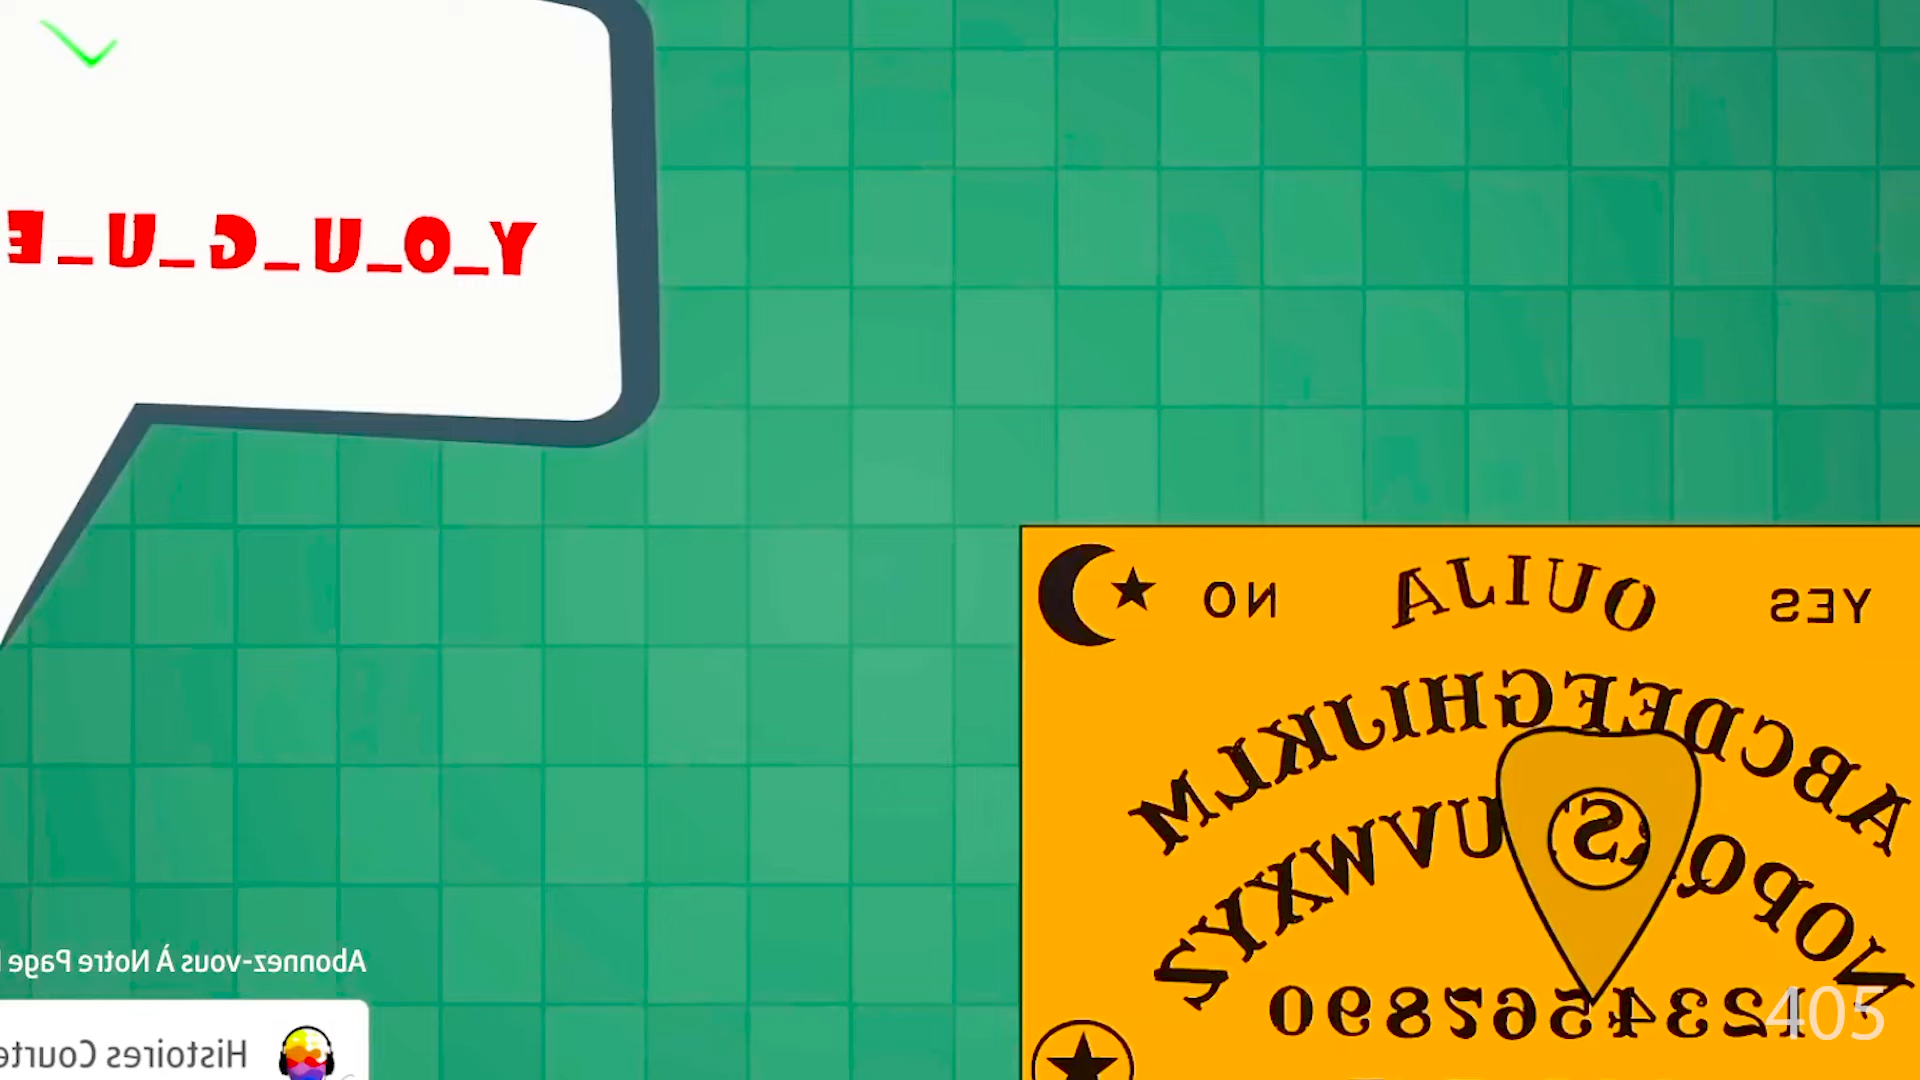 Y_O_U_G_U_E
YES OUIJA NO
ABCDEFGHIJKLM
NOPQ
S
UVWXYZ
1234567890
405
Abonnez-vous À Notre Page
Histoires Courte